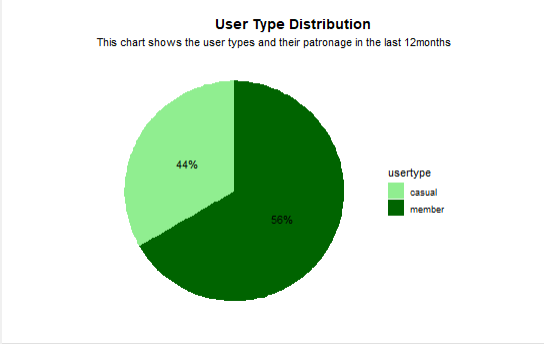 User Type Distribution
This chart shows the user types and their patronage in the last 12months
44%
56%
usertype
casual
member